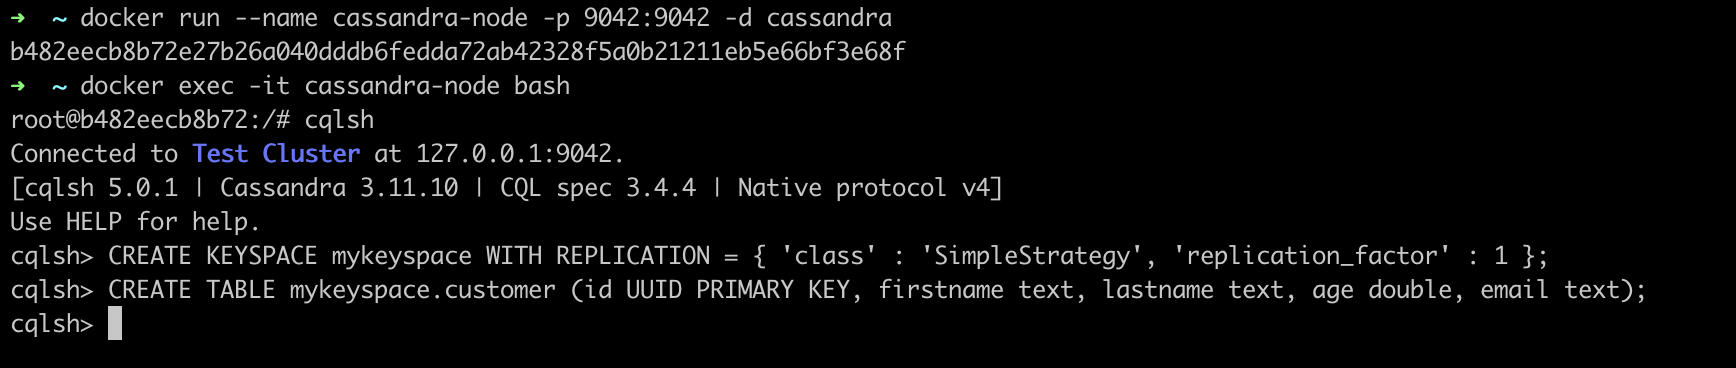 ➜  ~ docker run --name cassandra-node -p 9042:9042 -d cassandra
b482eecb8b72e27b26a040dddb6fedda72ab42328f5a0b21211eb5e66bf3e68f
➜  ~ docker exec -it cassandra-node bash
root@b482eecb8b72:/# cqlsh
Connected to Test Cluster at 127.0.0.1:9042.
[cqlsh 5.0.1 | Cassandra 3.11.10 | CQL spec 3.4.4 | Native protocol v4]
Use HELP for help.
cqlsh> CREATE KEYSPACE mykeyspace WITH REPLICATION = { 'class' : 'SimpleStrategy', 'replication_factor' : 1 };
cqlsh> CREATE TABLE mykeyspace.customer (id UUID PRIMARY KEY, firstname text, lastname text, age double, email text);
cqlsh>